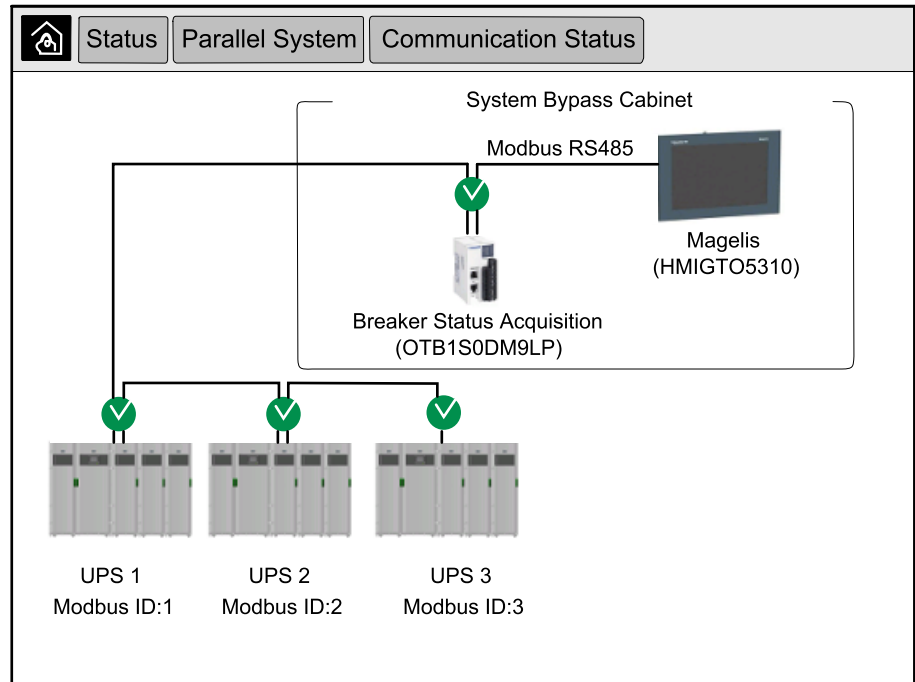 Status
Parallel System
Communication Status
System Bypass Cabinet
Modbus RS485
Magelis
(HMIGTO5310)
Breaker Status Acquisition
(OTB1S0DM9LP)
UPS 1
Modbus ID:1
UPS 2
Modbus ID:2
UPS 3
Modbus ID:3